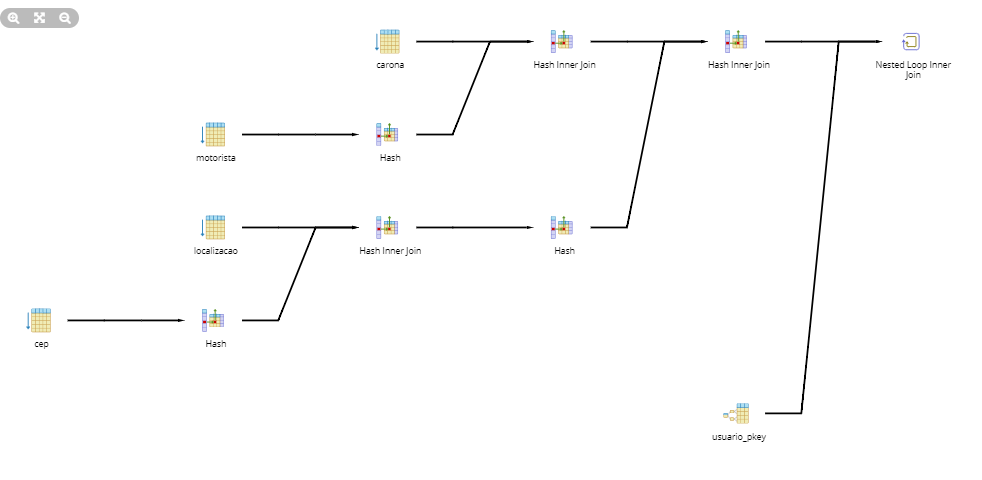 carona
Hash Inner Join
Hash Inner Join
Nested Loop Inner
Join
motorista
Hash
localizacao
Hash Inner Join
Hash
cep
Hash
usuario_pkey